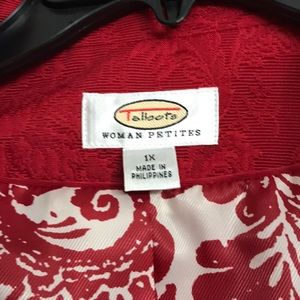 Talbots
WOMAN PETITES
1X
MADE IN
PHILIPPINES